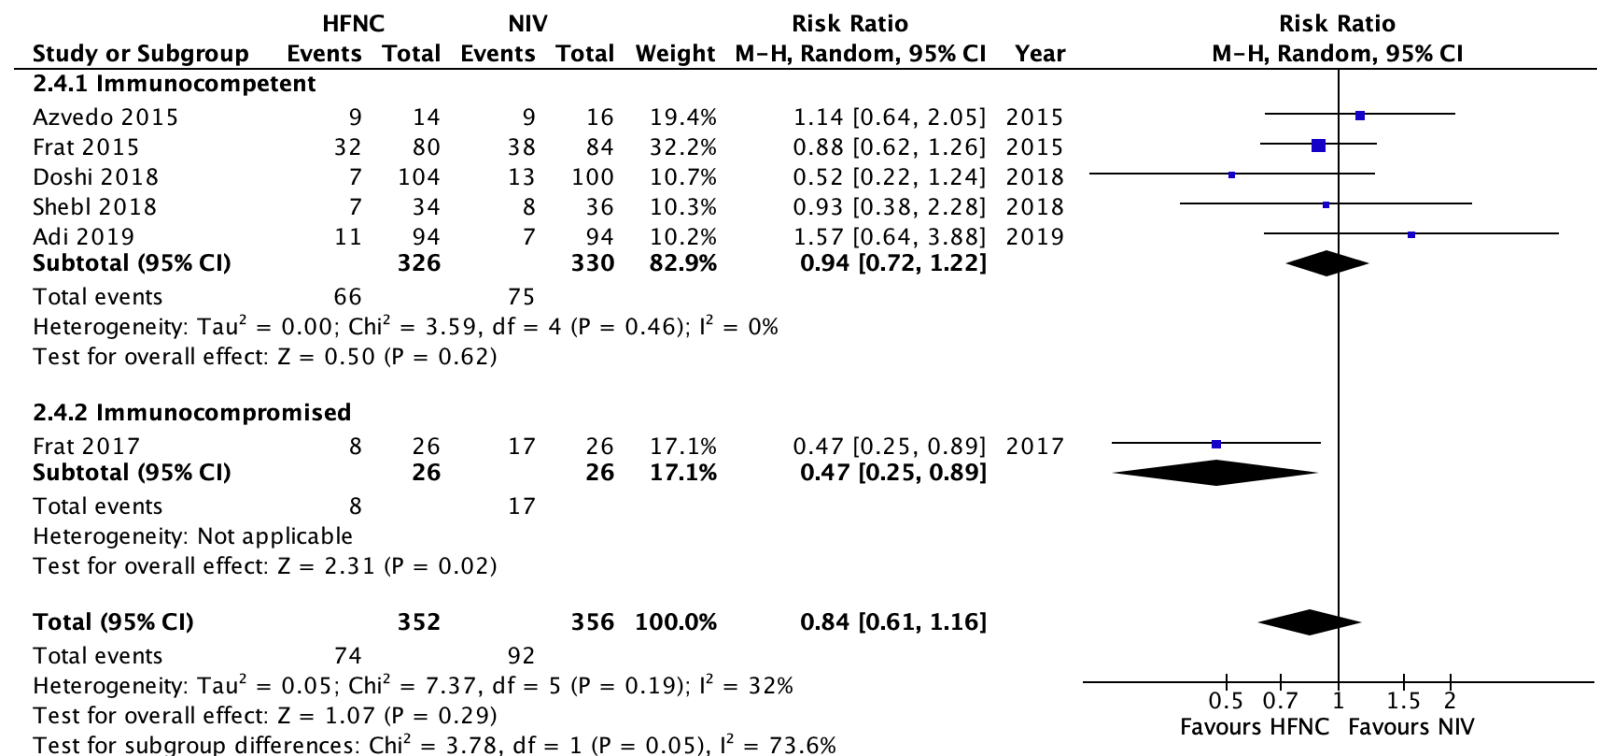 HFNC NIV Risk Ratio Risk Ratio
Study or Subgroup Events Total Events Total Weight M-H, Random, 95% CI Year M-H, Random, 95% CI
2.4.1 Immunocompetent
Azvedo 2015 9 14 9 16 19.4% 1.14 [0.64, 2.05] 2015
Frat 2015 32 80 38 84 32.2% 0.88 [0.62, 1.26] 2015
Doshi 2018 7 104 13 100 10.7% 0.52 [0.22, 1.24] 2018
Shebl 2018 7 34 8 36 10.3% 0.93 [0.38, 2.28] 2018
Adi 2019 11 94 7 94 10.2% 1.57 [0.64, 3.88] 2019
Subtotal (95% CI) 326 330 82.9% 0.94 [0.72, 1.22]
Total events 66 75
Heterogeneity: Tau² = 0.00; Chi² = 3.59, df = 4 (P = 0.46); I² = 0%
Test for overall effect: Z = 0.50 (P = 0.62)
2.4.2 Immunocompromised
Frat 2017 8 26 17 26 17.1% 0.47 [0.25, 0.89] 2017
Subtotal (95% CI) 26 26 17.1% 0.47 [0.25, 0.89]
Total events 8 17
Heterogeneity: Not applicable
Test for overall effect: Z = 2.31 (P = 0.02)
Total (95% CI) 352 356 100.0% 0.84 [0.61, 1.16]
Total events 74 92
Heterogeneity: Tau² = 0.05; Chi² = 7.37, df = 5 (P = 0.19); I² = 32%
Test for overall effect: Z = 1.07 (P = 0.29)
Test for subgroup differences: Chi² = 3.78, df = 1 (P = 0.05), I² = 73.6%
0.5 0.7 1 1.5 2
Favours HFNC Favours NIV